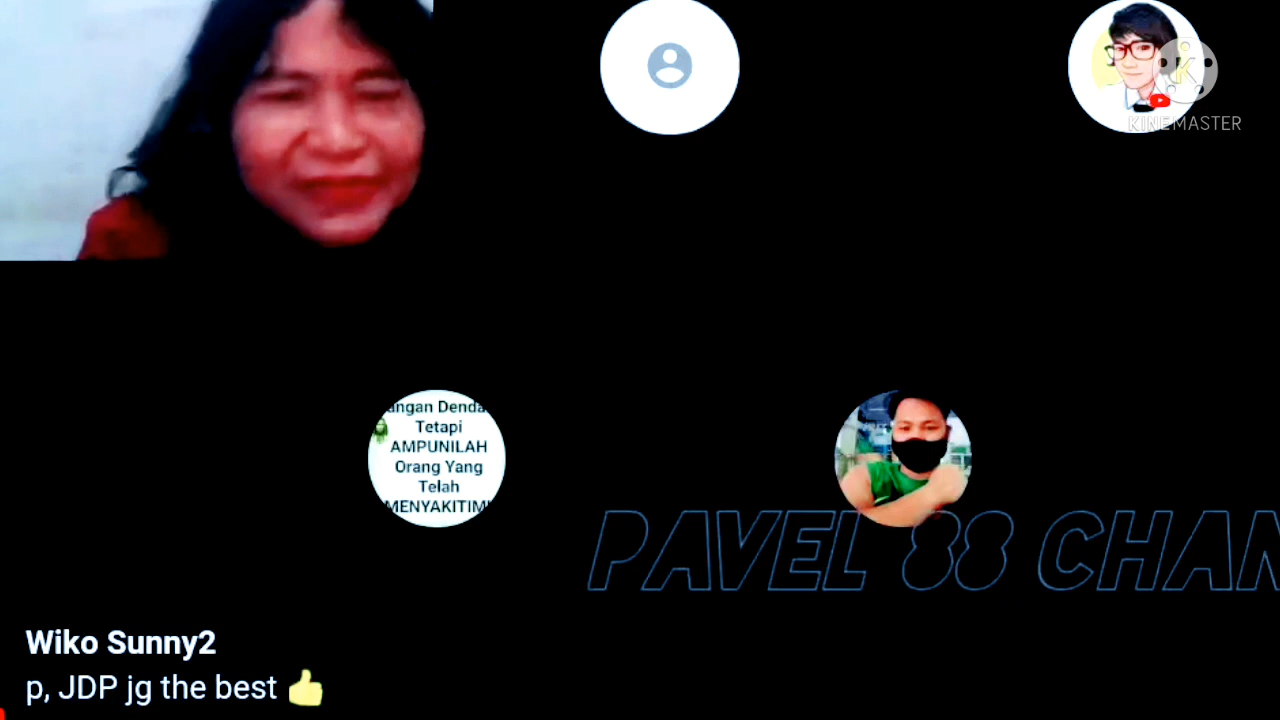 KINEMASTER
angan Denda
Tetapi
AMPUNILAH
Orang Yang
Telah
MENYAKITIM
PAVEL 88 CHAN
Wiko Sunny2
p, JDP jg the best 👍